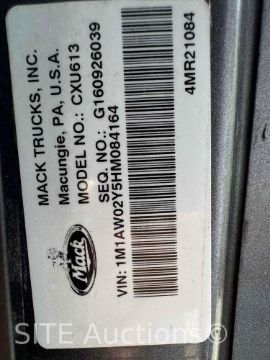 MACK TRUCKS, INC.
Macungie, PA, U.S.A.
MODEL NO.: CXU613
SEQ. NO.: G160926039
VIN: 1M1AW02Y5HM084164
4MR21084
Mack
SITE Auctions